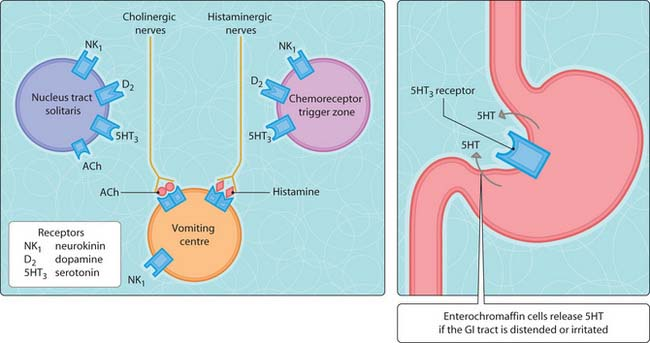 Cholinergic
nerves
Histaminergic
nerves
NK1
D2
5HT3
ACh
Nucleus tract
solitaris
NK1
D2
5HT3
Chemoreceptor
trigger zone
ACh
Histamine
Vomiting
centre
NK1
Receptors
NK1 neurokinin
D2 dopamine
5HT3 serotonin
5HT3 receptor
5HT
5HT
Enterochromaffin cells release 5HT
if the GI tract is distended or irritated